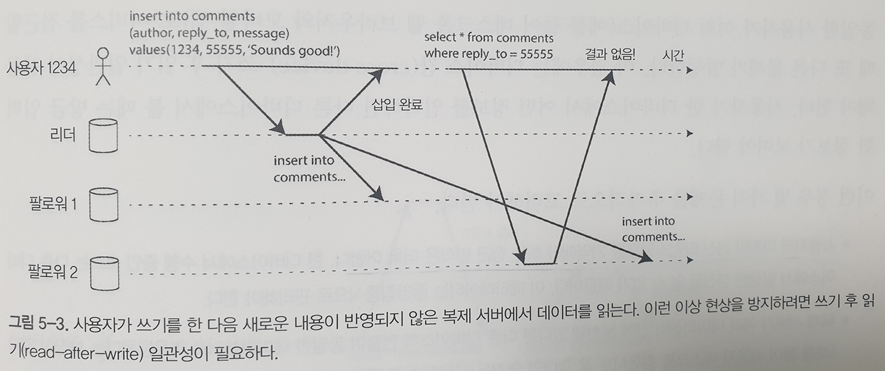 insert into comments
(author, reply_to, message)
values(1234, 55555, ‘Sounds good!’)
select * from comments
where reply_to = 55555
결과 없음!
시간
사용자 1234
삽입 완료
리더
insert into
comments...
팔로워 1
insert into
comments...
팔로워 2
그림 5-3. 사용자가 쓰기를 한 다음 새로운 내용이 반영되지 않은 복제 서버에서 데이터를 읽는다. 이런 이상 현상을 방지하려면 쓰기 후 읽
기(read-after-write) 일관성이 필요하다.